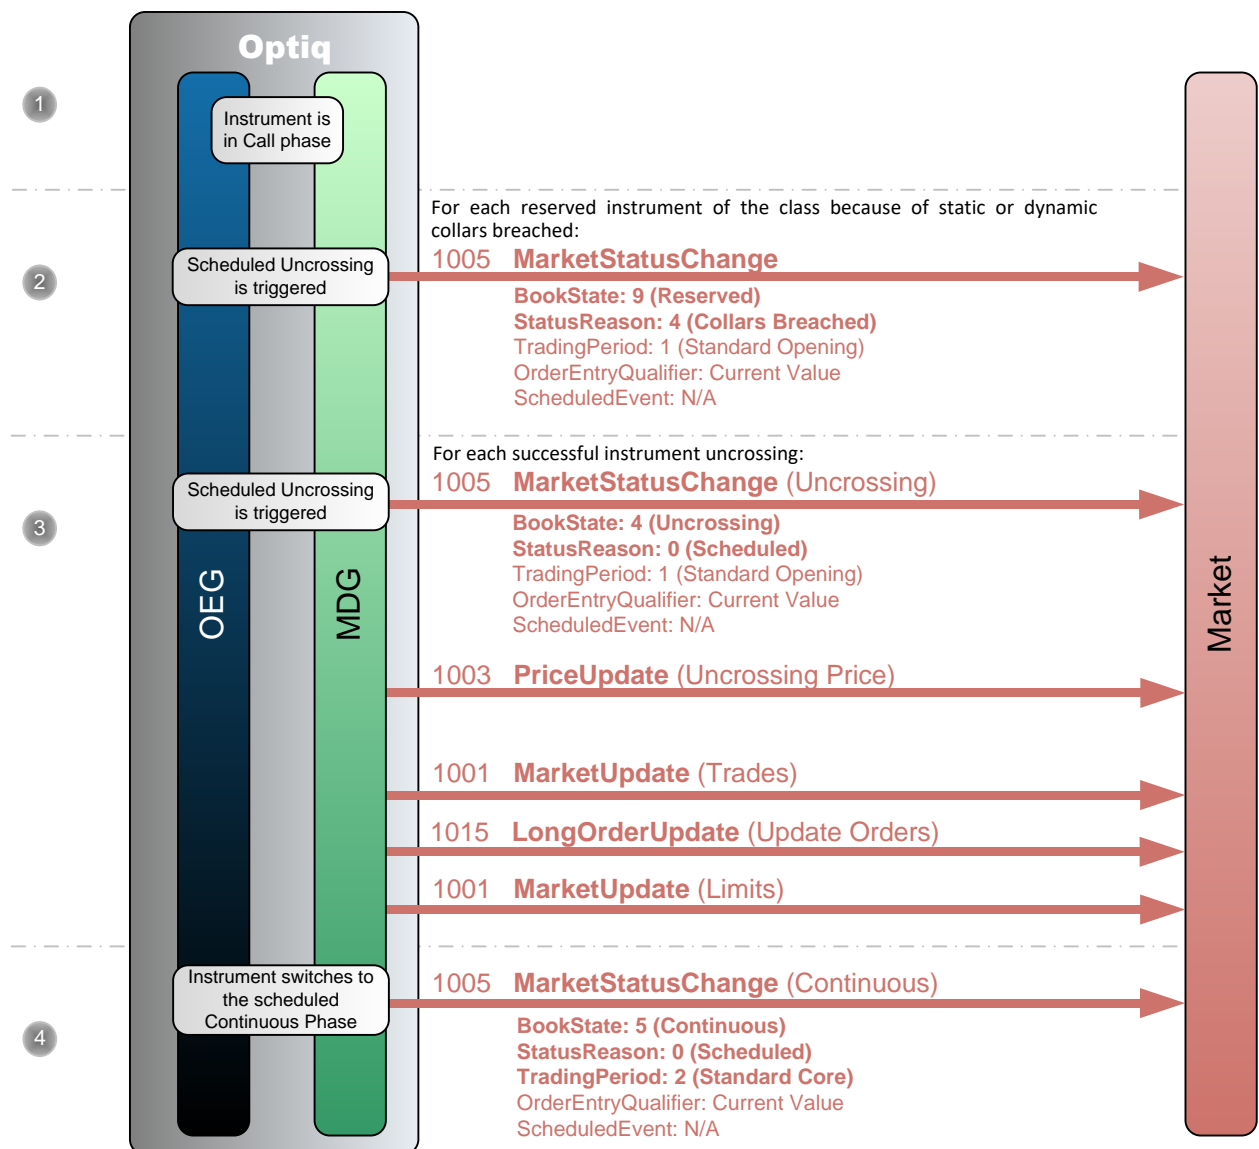 Optiq
1
Instrument is
in Call phase
For each reserved instrument of the class because of static or dynamic
collars breached:
2
Scheduled Uncrossing
is triggered
1005 MarketStatusChange
BookState: 9 (Reserved)
StatusReason: 4 (Collars Breached)
TradingPeriod: 1 (Standard Opening)
OrderEntryQualifier: Current Value
ScheduledEvent: N/A
For each successful instrument uncrossing:
3
Scheduled Uncrossing
is triggered
1005 MarketStatusChange (Uncrossing)
BookState: 4 (Uncrossing)
StatusReason: 0 (Scheduled)
TradingPeriod: 1 (Standard Opening)
OrderEntryQualifier: Current Value
ScheduledEvent: N/A
OEG
MDG
Market
1003 PriceUpdate (Uncrossing Price)
1001 MarketUpdate (Trades)
1015 LongOrderUpdate (Update Orders)
1001 MarketUpdate (Limits)
4
Instrument switches to
the scheduled
Continuous Phase
1005 MarketStatusChange (Continuous)
BookState: 5 (Continuous)
StatusReason: 0 (Scheduled)
TradingPeriod: 2 (Standard Core)
OrderEntryQualifier: Current Value
ScheduledEvent: N/A